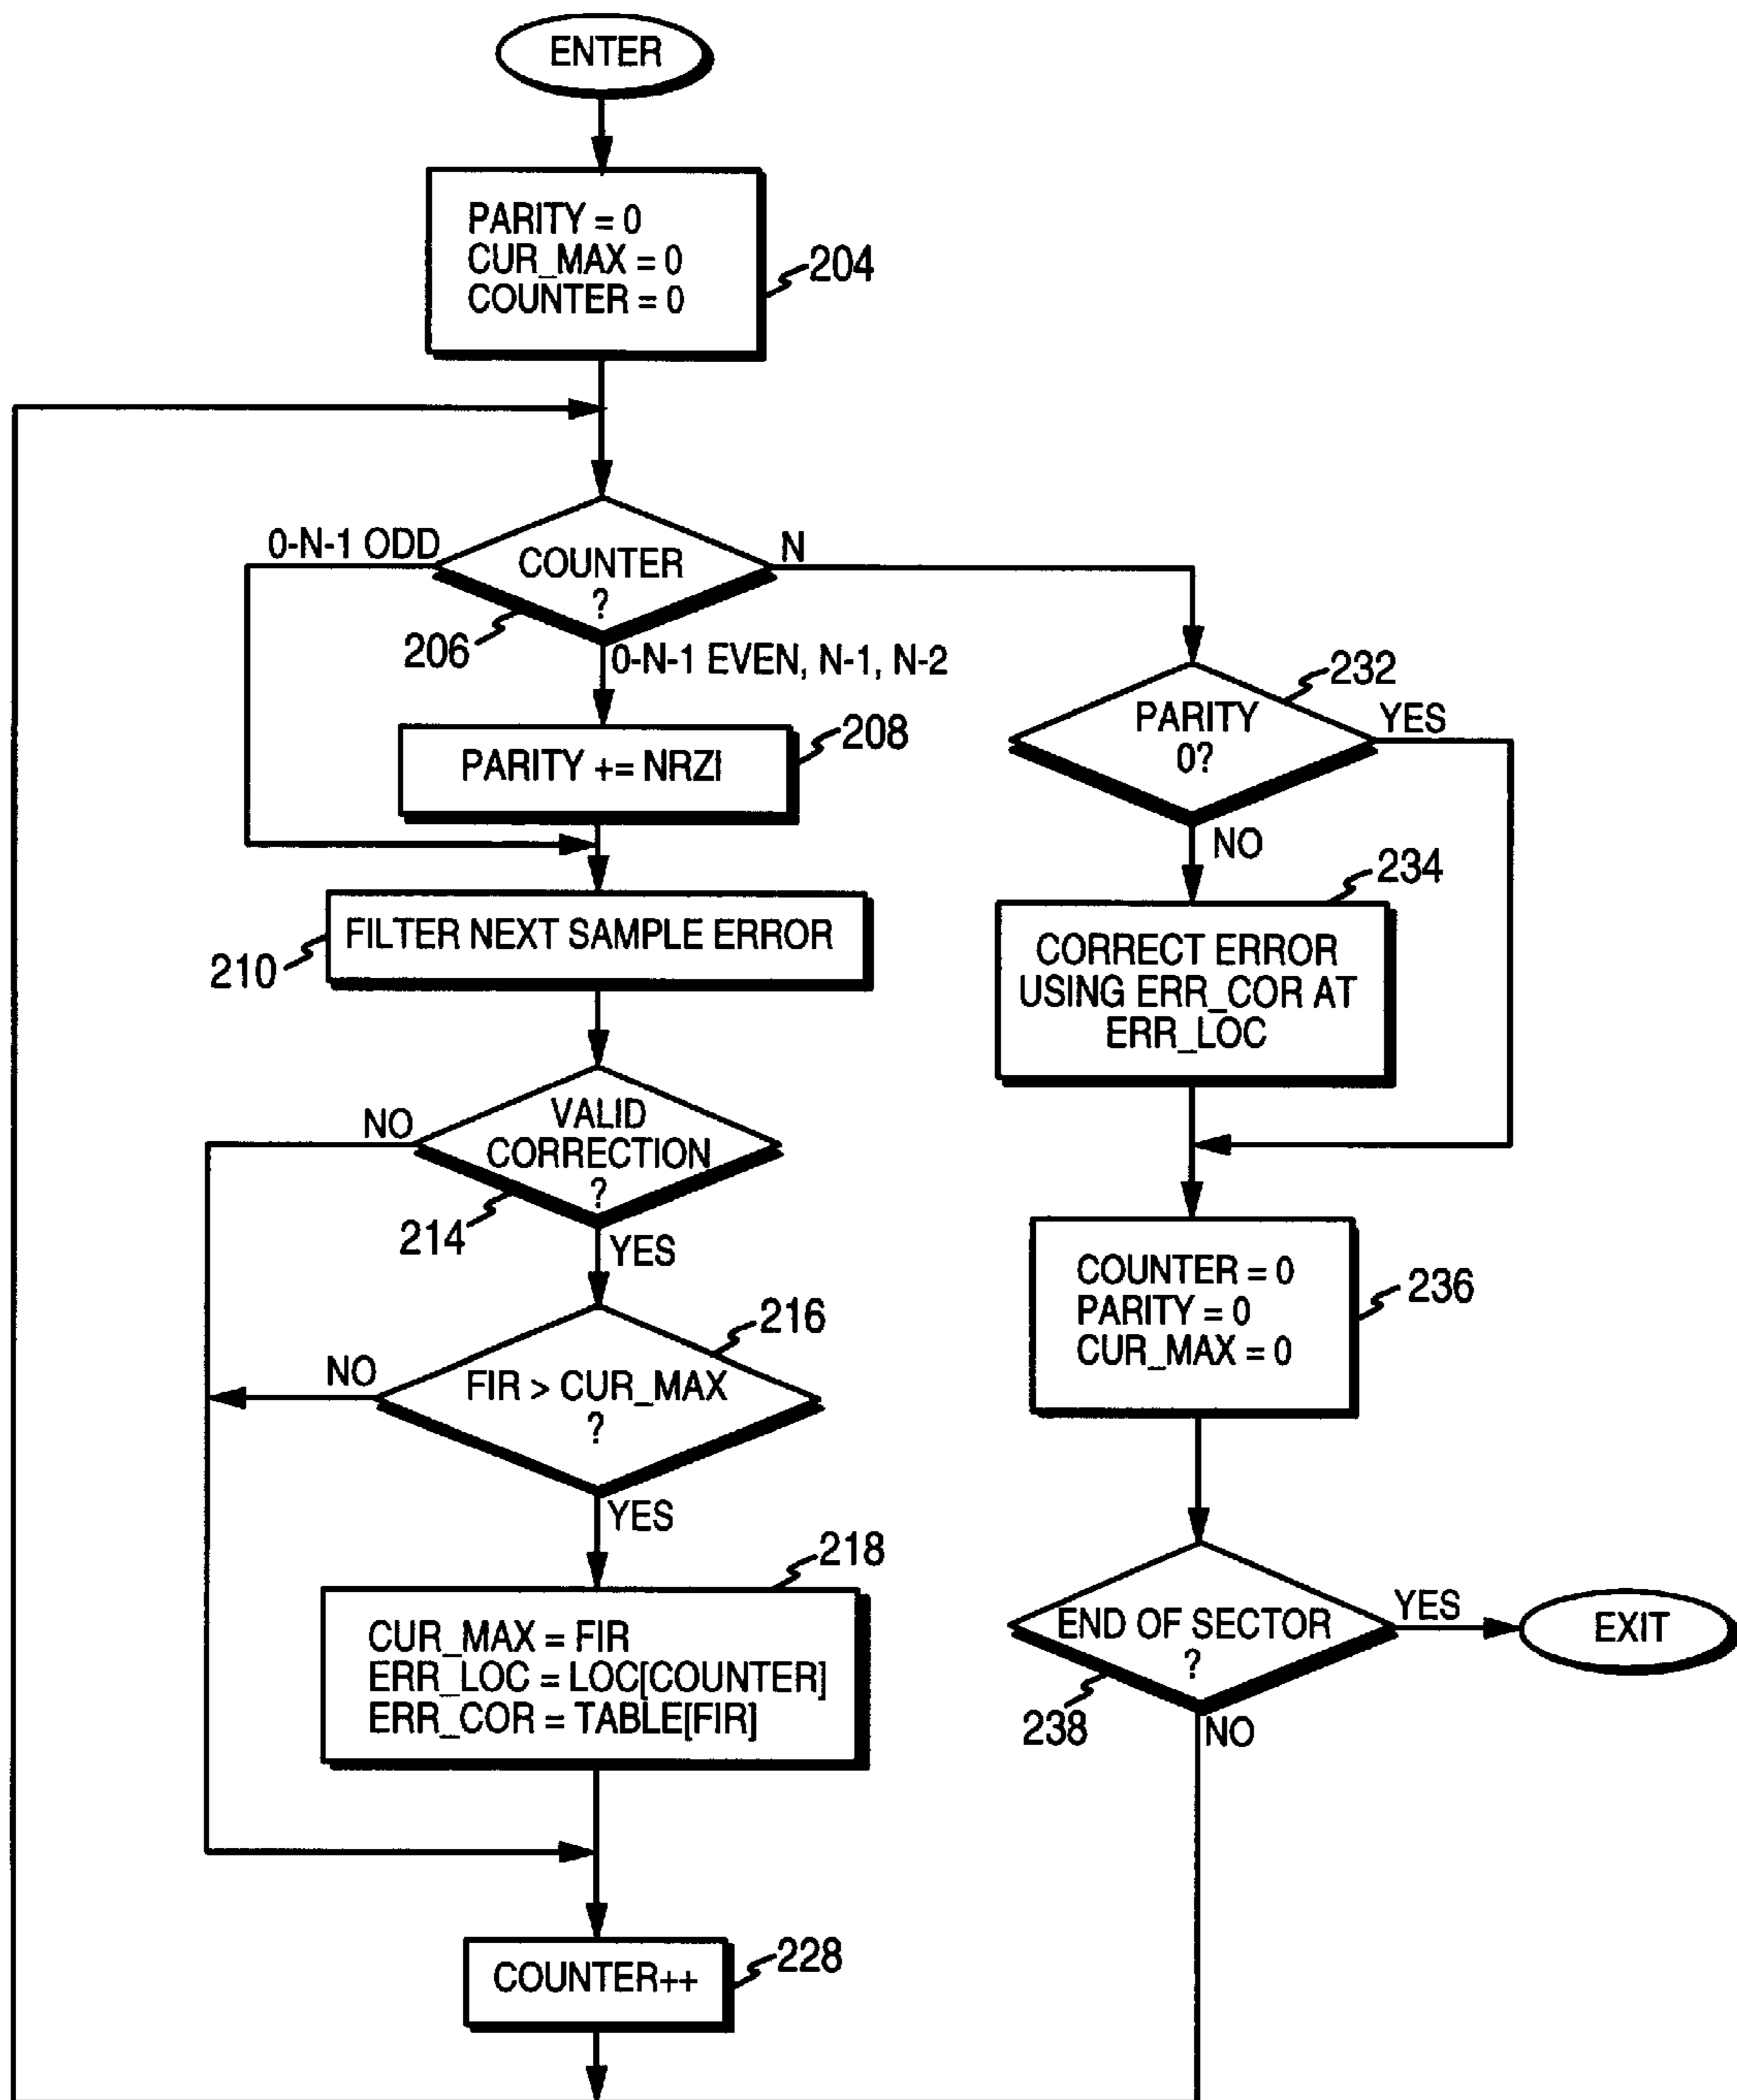 ENTER
PARITY = 0
CUR_MAX = 0
COUNTER = 0
204
0-N-1 ODD
COUNTER
?
N
206
0-N-1 EVEN, N-1, N-2
PARITY += NRZI
208
FILTER NEXT SAMPLE ERROR
210
VALID
CORRECTION
?
NO
214
YES
FIR > CUR_MAX
?
216
NO
YES
CUR_MAX = FIR
ERR_LOC = LOC[COUNTER]
ERR_COR = TABLE[FIR]
218
COUNTER++
228
PARITY
0?
232
YES
NO
CORRECT ERROR
USING ERR_COR AT
ERR_LOC
234
COUNTER = 0
PARITY = 0
CUR_MAX = 0
236
END OF SECTOR
?
238
YES
NO
EXIT